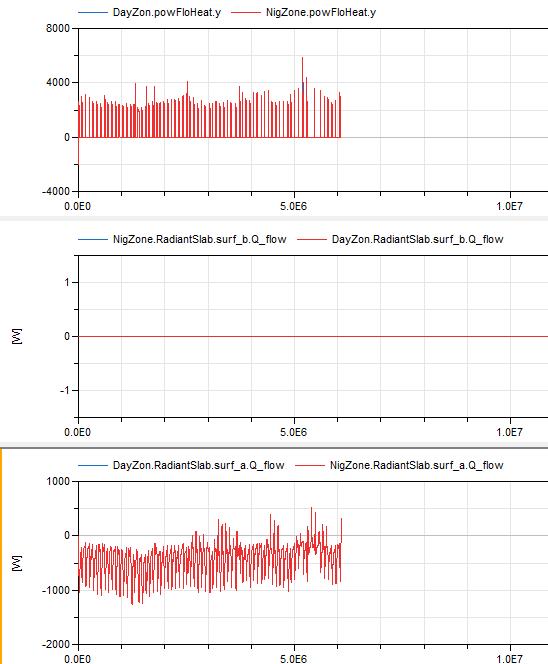 DayZon.powFloHeat.y NigZone.powFloHeat.y
8000
4000
0
-4000
0.0E0 5.0E6 1.0E7
NigZone.RadiantSlab.surf_b.Q_flow DayZon.RadiantSlab.surf_b.Q_flow
1
[W]
0
-1
0.0E0 5.0E6 1.0E7
DayZon.RadiantSlab.surf_a.Q_flow NigZone.RadiantSlab.surf_a.Q_flow
1000
0
[W]
-1000
-2000
0.0E0 5.0E6 1.0E7